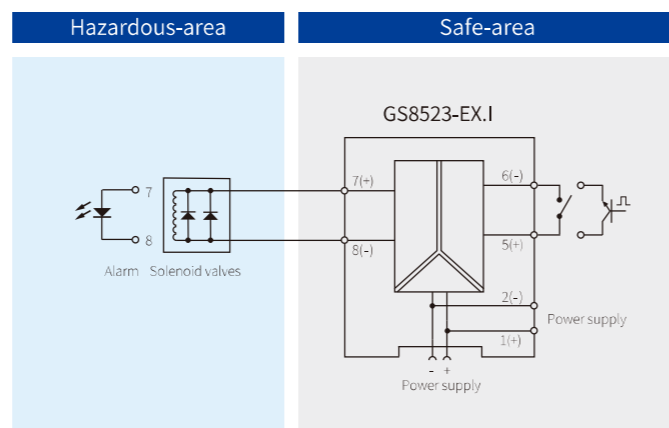 Hazardous-area
Safe-area
GS8523-EX.I
7(+)
6(-)
7
8
8(-)
5(+)
Alarm Solenoid valves
2(-)
Power supply
1(+)
- +
Power supply